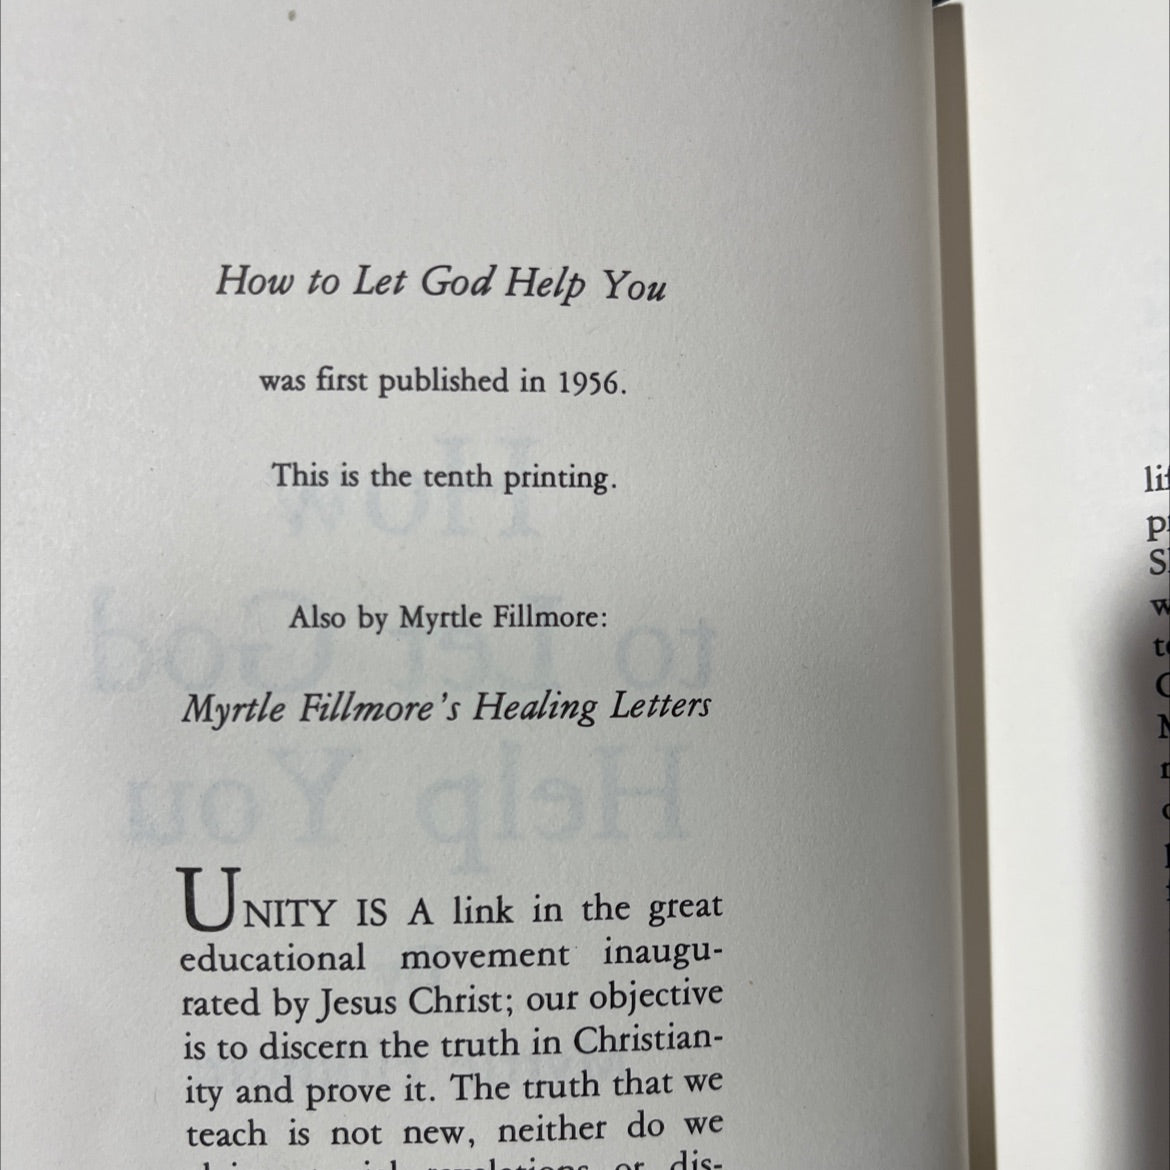 How to Let God Help You
was first published in 1956.
This is the tenth printing.
Also by Myrtle Fillmore:
Myrtle Fillmore's Healing Letters
UNITY IS A link in the great
educational movement inaugu-
rated by Jesus Christ; our objective
is to discern the truth in Christian-
ity and prove it. The truth that we
teach is not new, neither do we
or dis-